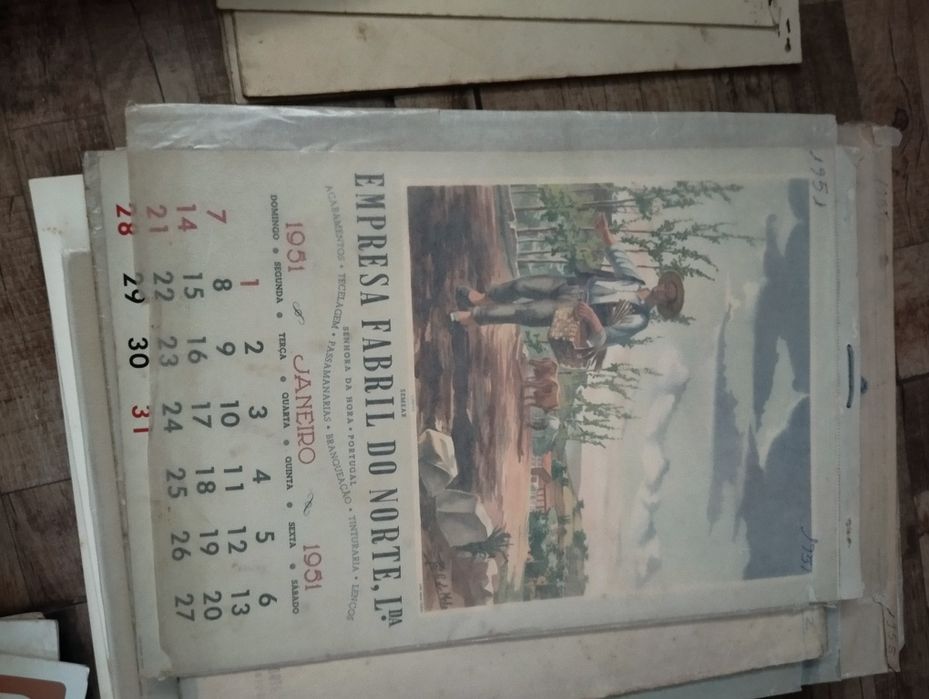 1951 1951
SEMEAR
EMPRESA FABRIL DO NORTE, L.DA
SENHORA DA HORA • PORTUGAL
ACABAMENTOS • TECELAGEM • PASSAMANARIAS • BRANQUEAÇÃO • TINTURARIA • LENÇOS
1951 JANEIRO 1951
DOMINGO • SEGUNDA • TERÇA • QUARTA • QUINTA • SEXTA • SÁBADO
1 2 3 4 5 6
7 8 9 10 11 12 13
14 15 16 17 18 19 20
21 22 23 24 25 26 27
28 29 30 31